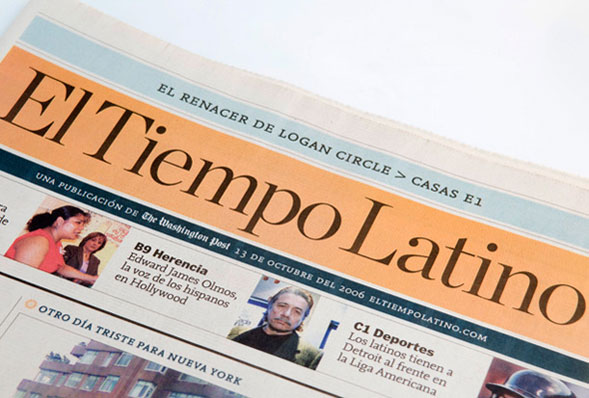 EL RENACER DE LOGAN CIRCLE > CASAS E1
El Tiempo Latino
UNA PUBLICACIÓN DE The Washington Post 13 DE OCTUBRE DEL 2006 ELTIEMPOLATINO.COM
B9 Herencia
Edward James Olmos,
la voz de los hispanos
en Hollywood
C1 Deportes
Los latinos tienen a
Detroit al frente en
la Liga Americana
OTRO DÍA TRISTE PARA NUEVA YORK